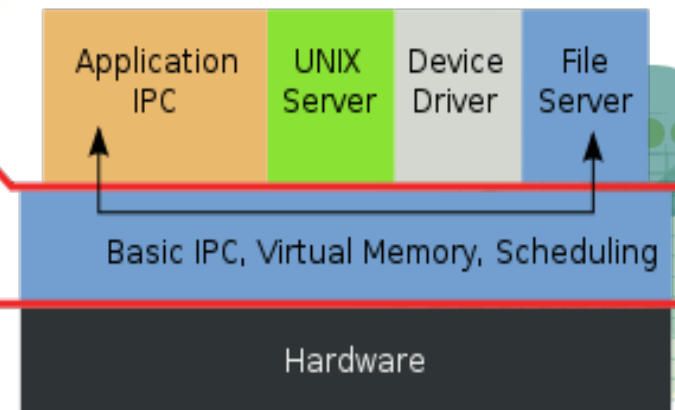 Application
IPC
UNIX
Server
Device
Driver
File
Server
Basic IPC, Virtual Memory, Scheduling
Hardware